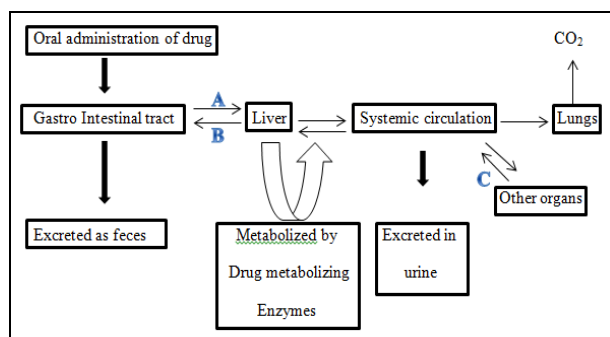 Oral administration of drug
CO2
A
Gastro Intestinal tract
Liver
Systemic circulation
Lungs
B
C
Other organs
Excreted as feces
Metabolized by
Drug metabolizing
Enzymes
Excreted in
urine